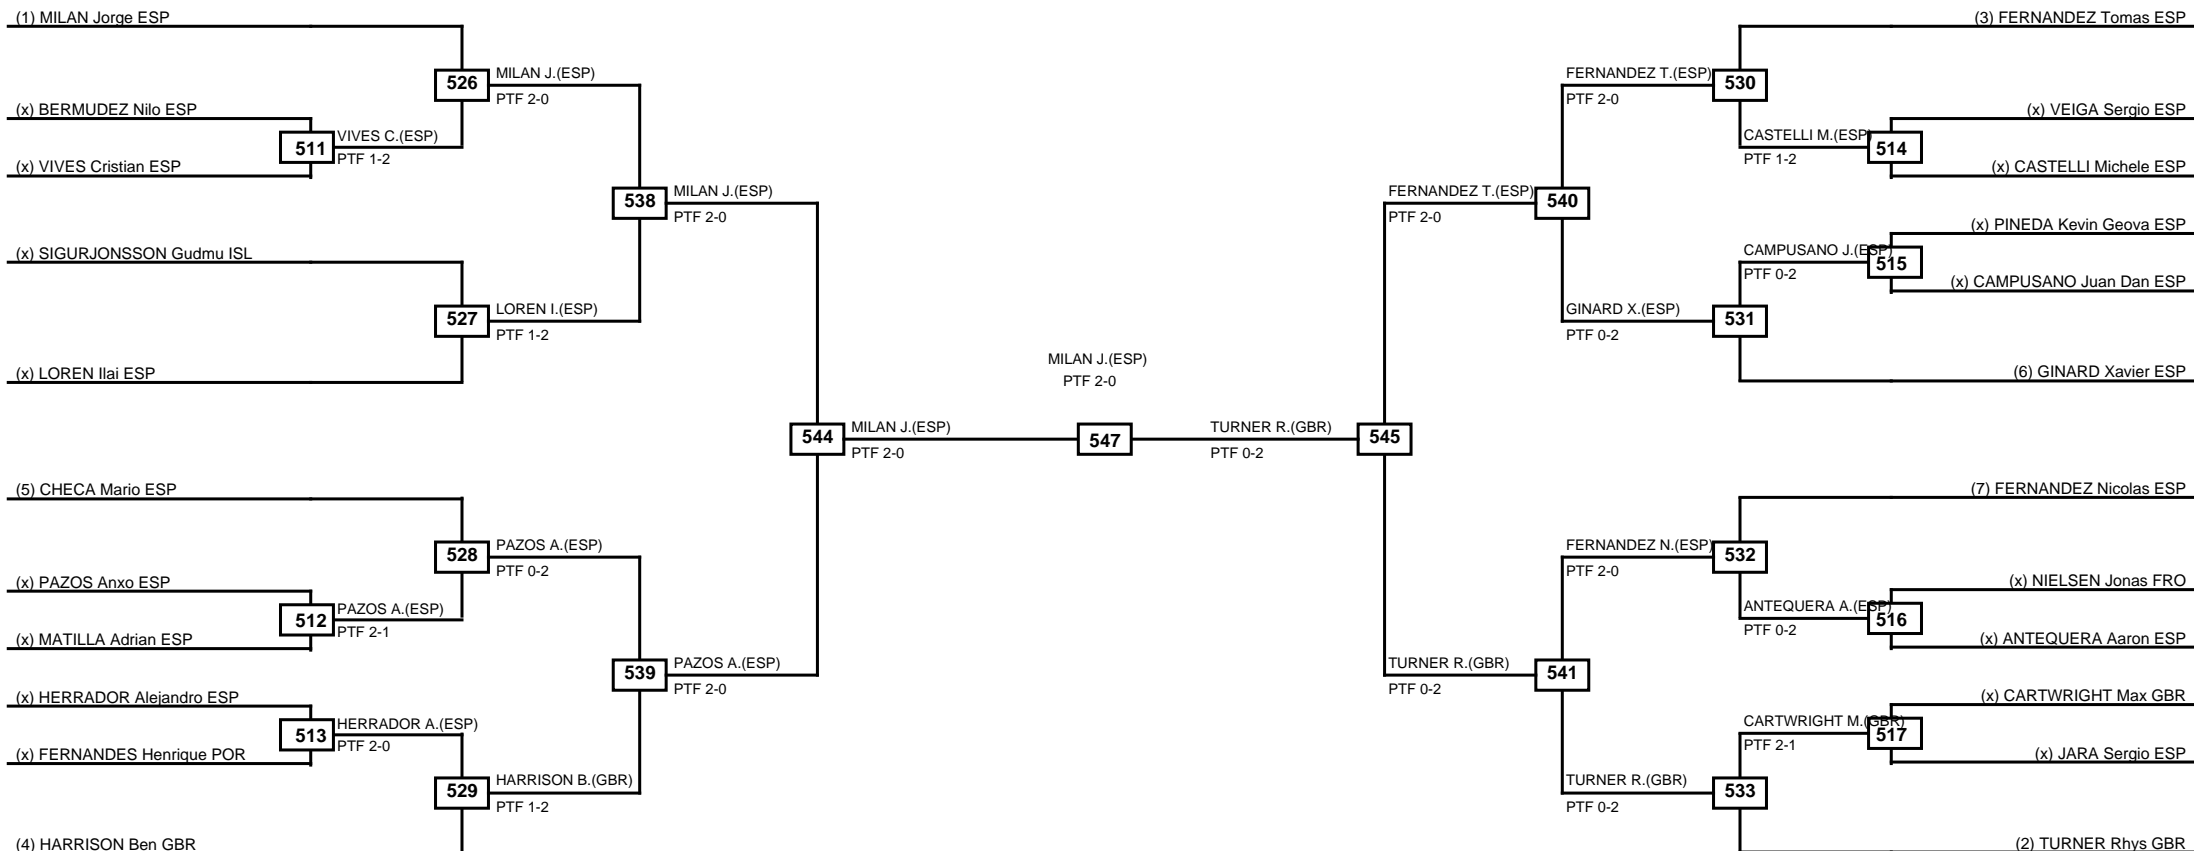 (1) MILAN Jorge ESP
(x) BERMUDEZ Nilo ESP
(x) VIVES Cristian ESP
(x) SIGURJONSSON Gudmu ISL
(x) LOREN Ilai ESP
(5) CHECA Mario ESP
(x) PAZOS Anxo ESP
(x) MATILLA Adrian ESP
(x) HERRADOR Alejandro ESP
(x) FERNANDES Henrique POR
(4) HARRISON Ben GBR
511
VIVES C.(ESP)
PTF 1-2
512
PAZOS A.(ESP)
PTF 2-1
513
HERRADOR A.(ESP)
PTF 2-0
526
MILAN J.(ESP)
PTF 2-0
527
LOREN I.(ESP)
PTF 1-2
528
PAZOS A.(ESP)
PTF 0-2
529
HARRISON B.(GBR)
PTF 1-2
538
MILAN J.(ESP)
PTF 2-0
539
PAZOS A.(ESP)
PTF 2-0
544
MILAN J.(ESP)
PTF 2-0
MILAN J.(ESP)
PTF 2-0
547
TURNER R.(GBR)
PTF 0-2
545
FERNANDEZ T.(ESP)
PTF 2-0
540
TURNER R.(GBR)
PTF 0-2
541
FERNANDEZ T.(ESP)
PTF 2-0
530
GINARD X.(ESP)
PTF 0-2
531
FERNANDEZ N.(ESP)
PTF 2-0
532
TURNER R.(GBR)
PTF 0-2
533
CASTELLI M.(ESP)
PTF 1-2
514
CAMPUSANO J.(ESP)
PTF 0-2
515
ANTEQUERA A.(ESP)
PTF 0-2
516
CARTWRIGHT M.(GBR)
PTF 2-1
517
(3) FERNANDEZ Tomas ESP
(x) VEIGA Sergio ESP
(x) CASTELLI Michele ESP
(x) PINEDA Kevin Geova ESP
(x) CAMPUSANO Juan Dan ESP
(6) GINARD Xavier ESP
(7) FERNANDEZ Nicolas ESP
(x) NIELSEN Jonas FRO
(x) ANTEQUERA Aaron ESP
(x) CARTWRIGHT Max GBR
(x) JARA Sergio ESP
(2) TURNER Rhys GBR